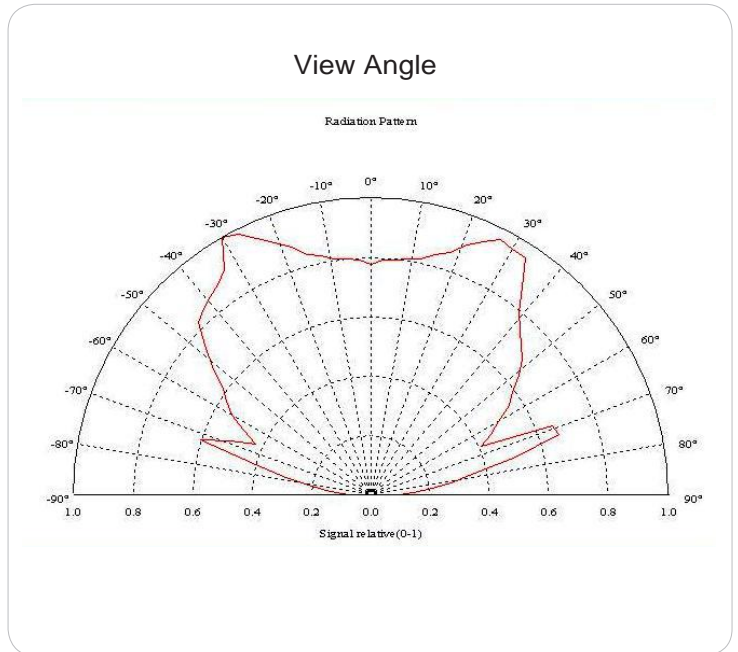 View Angle
Radiation Pattern
0°
-10° 10°
-20° 20°
-30° 30°
-40° 40°
-50° 50°
-60° 60°
-70° 70°
-80° 80°
-90° 90°
1.0 0.8 0.6 0.4 0.2 0.0 0.2 0.4 0.6 0.8 1.0
Signal relative(0-1)